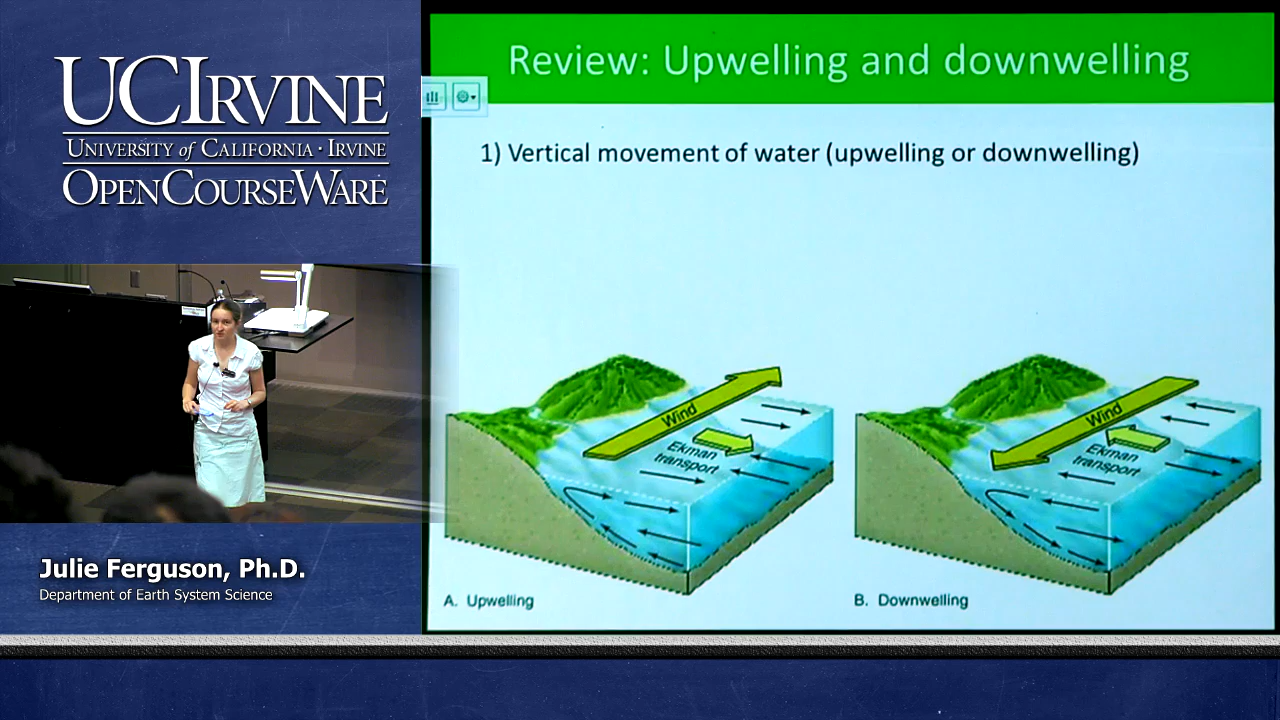 UCIRVINE
UNIVERSITY of CALIFORNIA · IRVINE
OPENCOURSEWARE
Julie Ferguson, Ph.D.
Department of Earth System Science
Review: Upwelling and downwelling
1) Vertical movement of water (upwelling or downwelling)
Wind
Ekman
transport
A. Upwelling
Wind
Ekman
transport
B. Downwelling